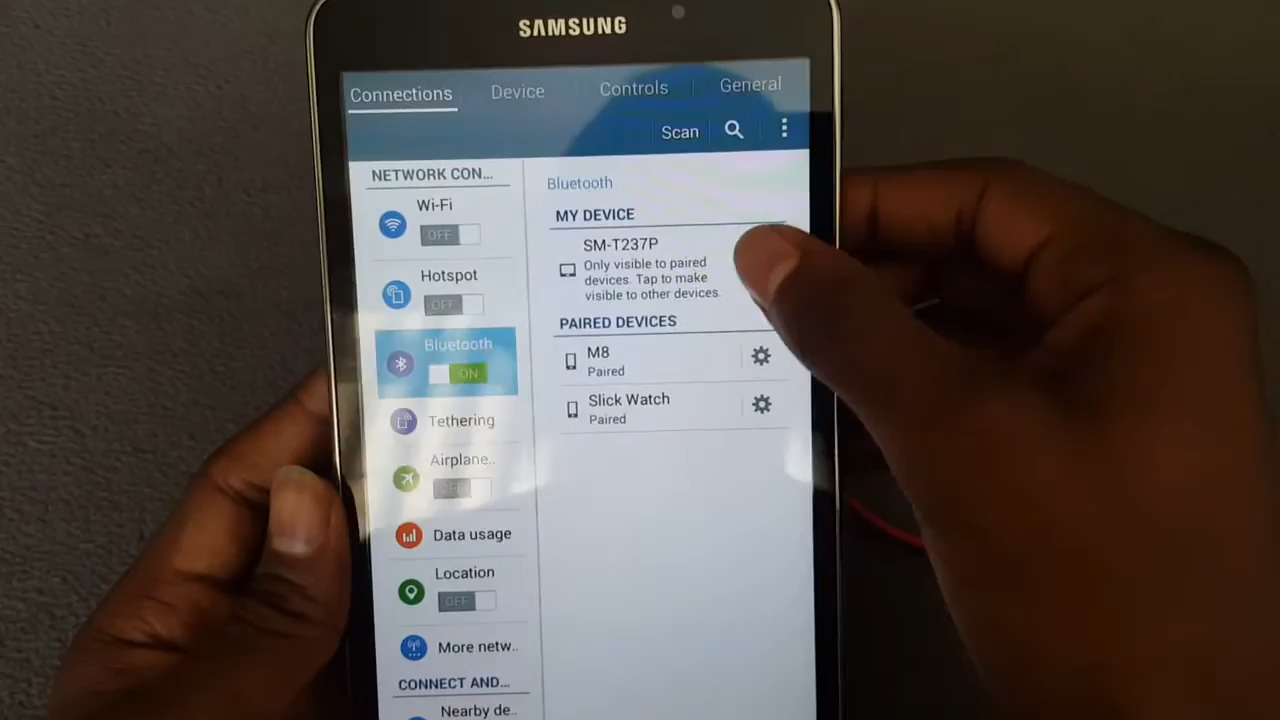 SAMSUNG
Connections
Device
Controls
General
Scan
NETWORK CON...
Wi-Fi
OFF
Hotspot
OFF
Bluetooth
ON
Tethering
Airplane..
OFF
Data usage
Location
OFF
More netw..
CONNECT AND...
Nearby de..
Bluetooth
MY DEVICE
SM-T237P
Only visible to paired
devices. Tap to make
visible to other devices.
PAIRED DEVICES
M8
Paired
Slick Watch
Paired